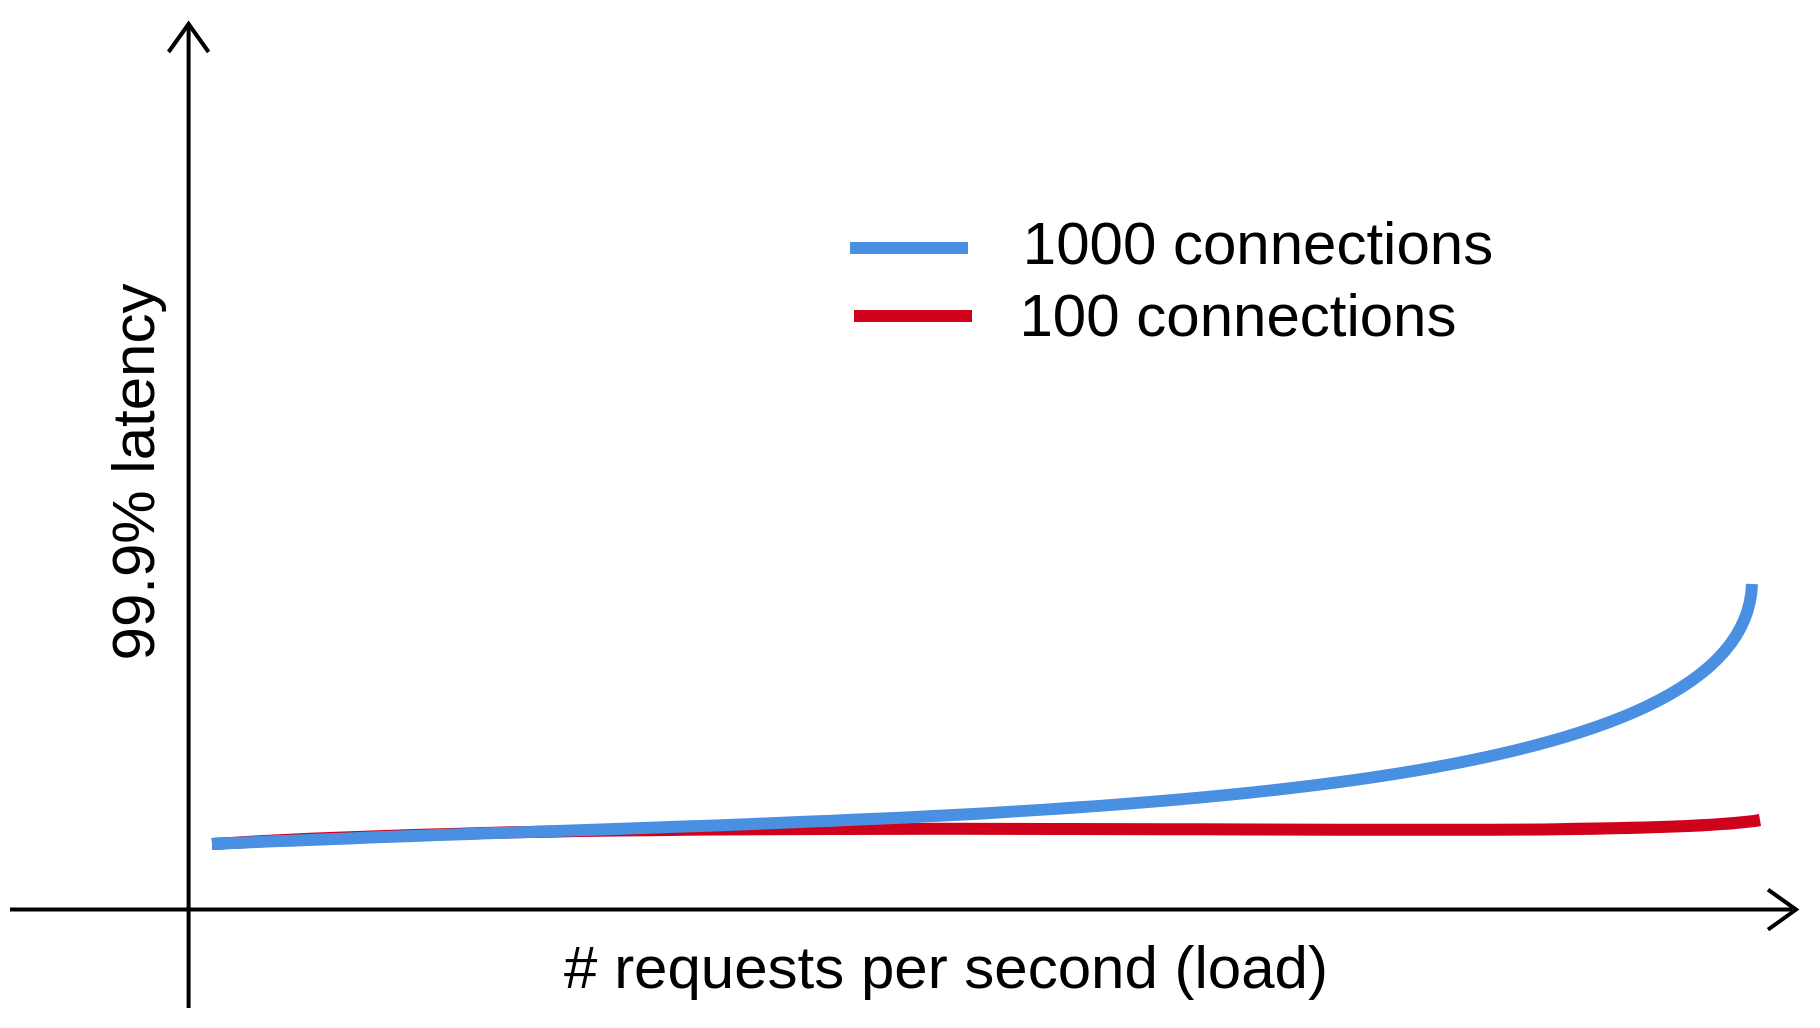 99.9% latency
1000 connections
100 connections
# requests per second (load)